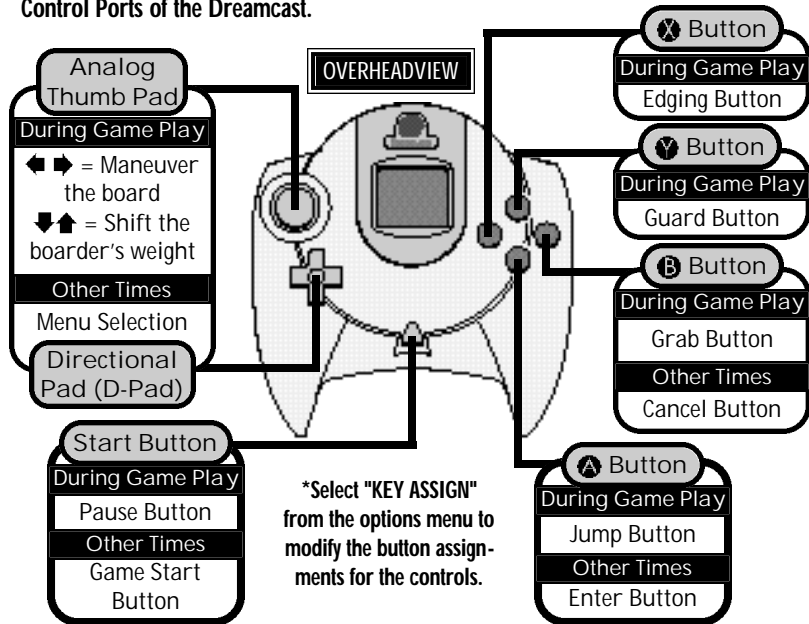 Control Ports of the Dreamcast.
OVERHEADVIEW
Analog
Thumb Pad
During Game Play
🡄 🡆 = Maneuver
the board
🡇🡅 = Shift the
boarder's weight
Other Times
Menu Selection
Directional
Pad (D-Pad)
Start Button
During Game Play
Pause Button
Other Times
Game Start
Button
*Select "KEY ASSIGN"
from the options menu to
modify the button assign-
ments for the controls.
X Button
During Game Play
Edging Button
Y Button
During Game Play
Guard Button
B Button
During Game Play
Grab Button
Other Times
Cancel Button
A Button
During Game Play
Jump Button
Other Times
Enter Button